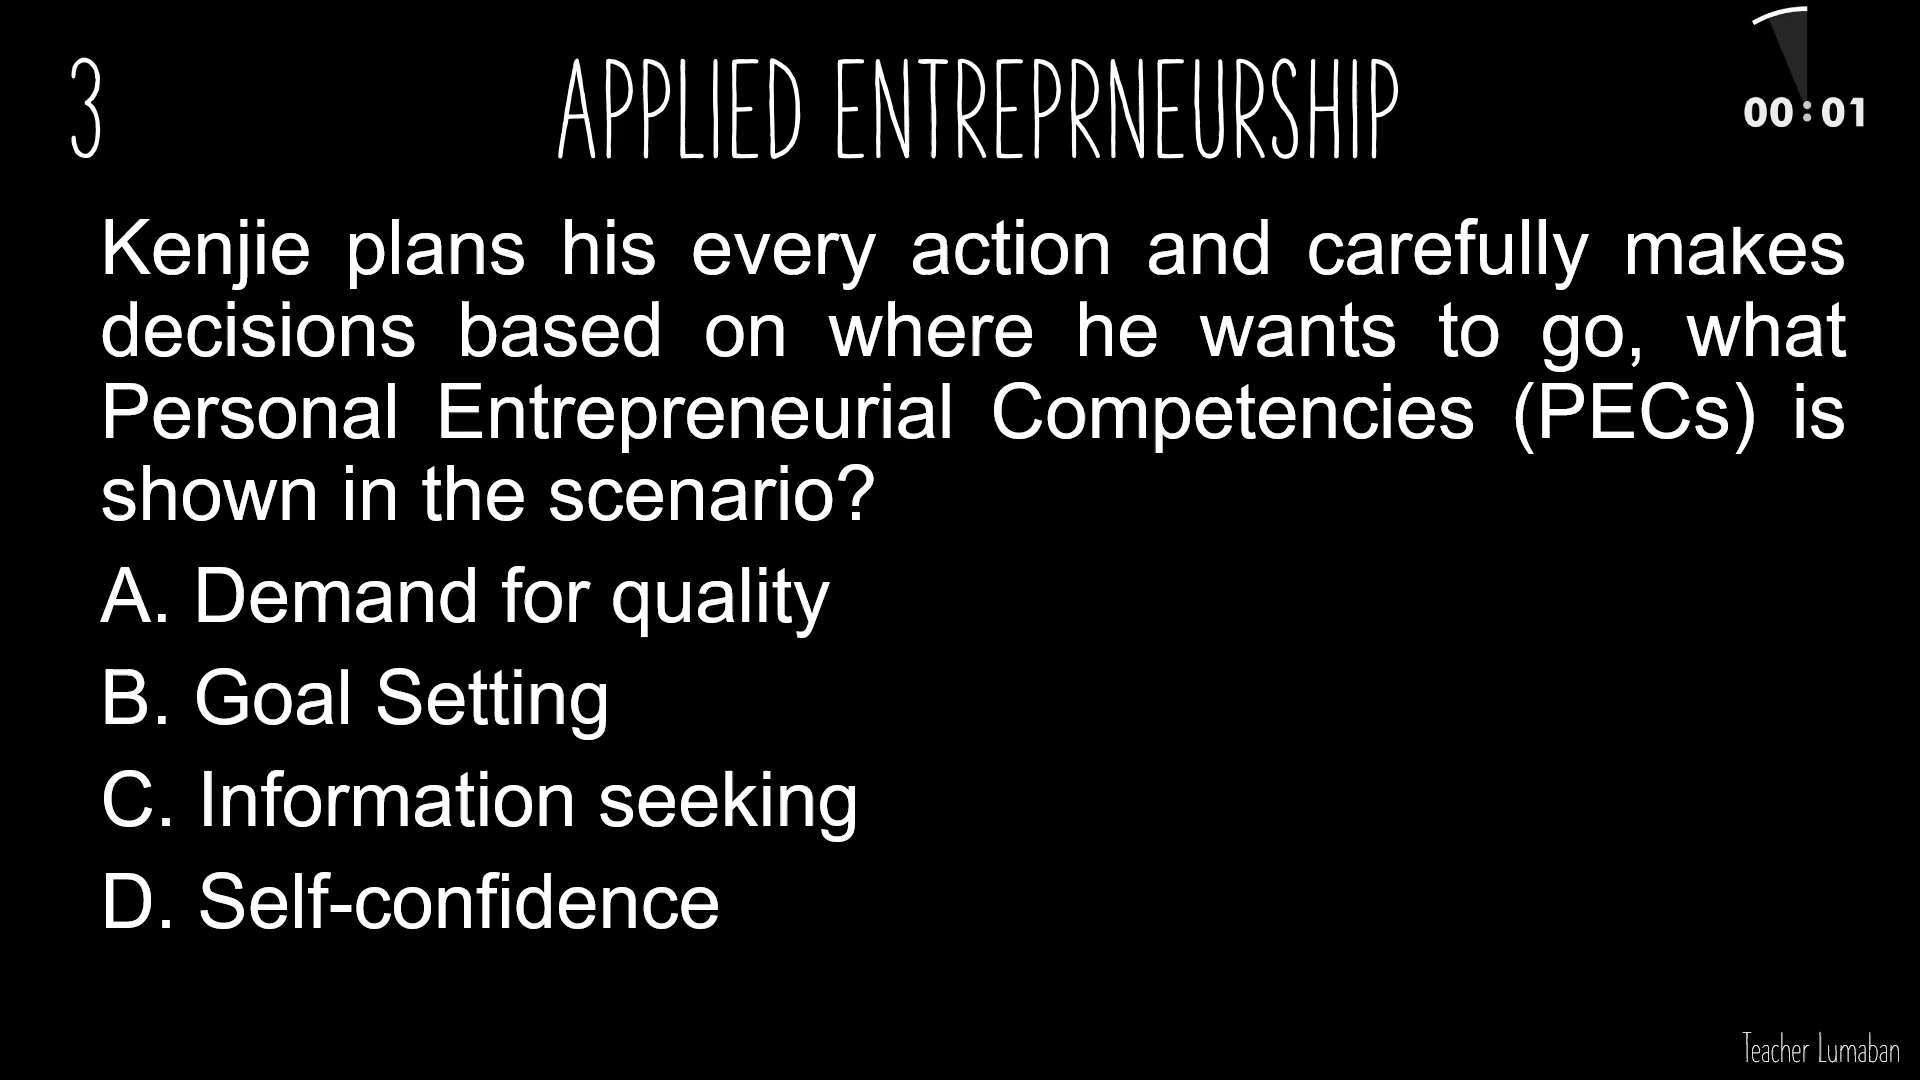 3
APPLIED ENTREPRNEURSHIP
00:01
Kenjie plans his every action and carefully makes
decisions based on where he wants to go, what
Personal Entrepreneurial Competencies (PECs) is
shown in the scenario?
A. Demand for quality
B. Goal Setting
C. Information seeking
D. Self-confidence
Teacher Lumaban